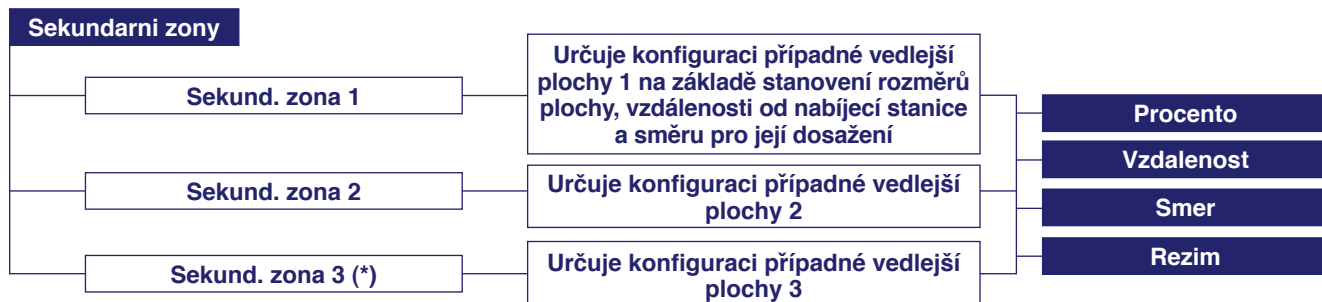 Sekundarni zony
Sekund. zona 1
Určuje konfiguraci případné vedlejší
plochy 1 na základě stanovení rozměrů
plochy, vzdálenosti od nabíjecí stanice
a směru pro její dosažení
Sekund. zona 2
Určuje konfiguraci případné vedlejší
plochy 2
Sekund. zona 3 (*)
Určuje konfiguraci případné vedlejší
plochy 3
Procento
Vzdalenost
Smer
Rezim